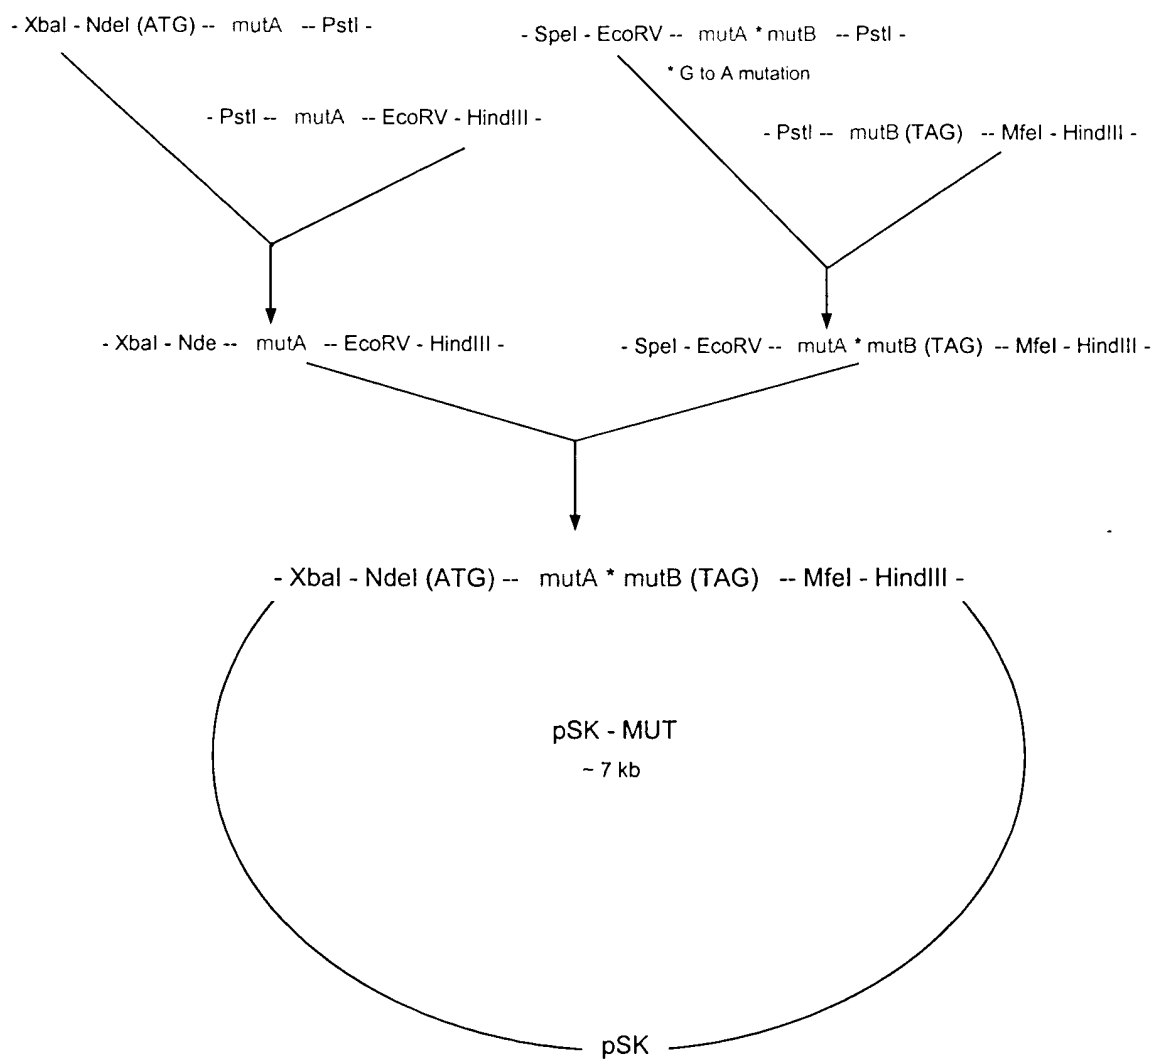 - XbaI - NdeI (ATG) -- mutA -- PstI -
- SpeI - EcoRV -- mutA * mutB -- PstI -
* G to A mutation
- PstI -- mutA -- EcoRV - HindIII -
- PstI -- mutB (TAG) -- MfeI - HindIII -
- XbaI - Nde -- mutA -- EcoRV - HindIII -
- SpeI - EcoRV -- mutA * mutB (TAG) -- MfeI - HindIII -
- XbaI - NdeI (ATG) -- mutA * mutB (TAG) -- MfeI - HindIII -
pSK - MUT
~ 7 kb
pSK